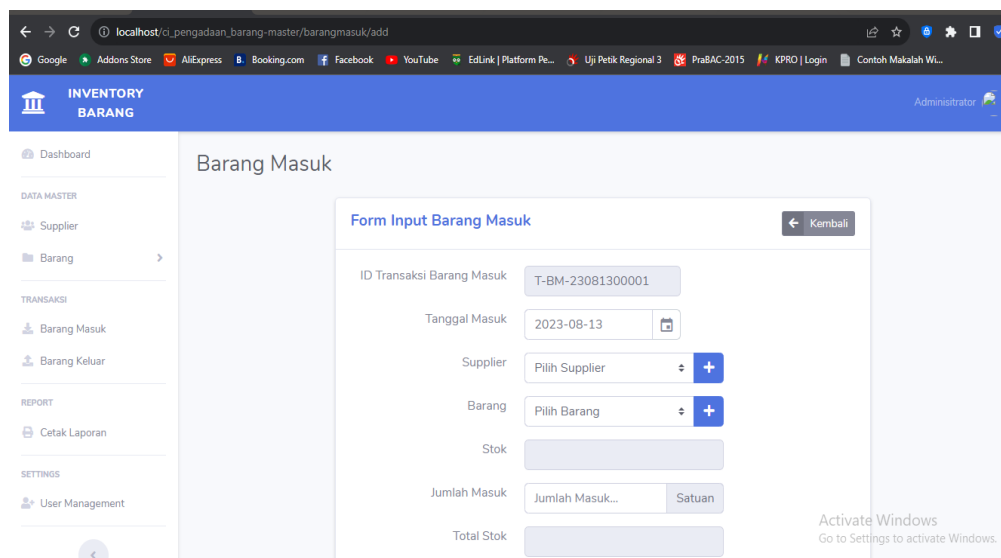 localhost/ci_pengadaan_barang-master/barangmasuk/add
Google Addons Store AliExpress Booking.com Facebook YouTube EdLink | Platform Pe... Uji Petik Regional 3 PraBAC-2015 KPRO | Login Contoh Makalah Wi...
INVENTORY
BARANG
Adminisitrator
Dashboard
DATA MASTER
Supplier
Barang
TRANSAKSI
Barang Masuk
Barang Keluar
REPORT
Cetak Laporan
SETTINGS
User Management
Barang Masuk
Form Input Barang Masuk
Kembali
ID Transaksi Barang Masuk T-BM-23081300001
Tanggal Masuk 2023-08-13
Supplier Pilih Supplier +
Barang Pilih Barang +
Stok
Jumlah Masuk Jumlah Masuk... Satuan
Total Stok
Activate Windows
Go to Settings to activate Windows.